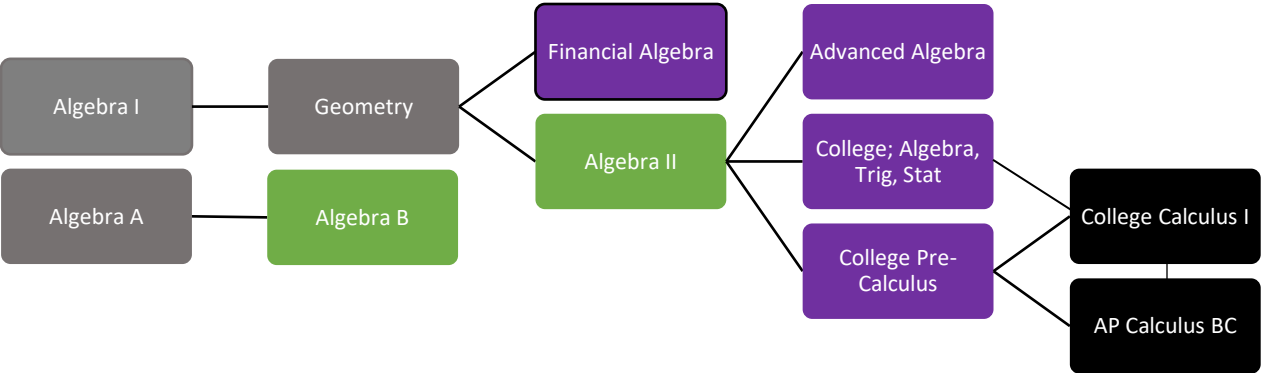 Algebra I
Geometry
Financial Algebra
Algebra II
Advanced Algebra
College; Algebra,
Trig, Stat
College Pre-
Calculus
College Calculus I
AP Calculus BC
Algebra A
Algebra B